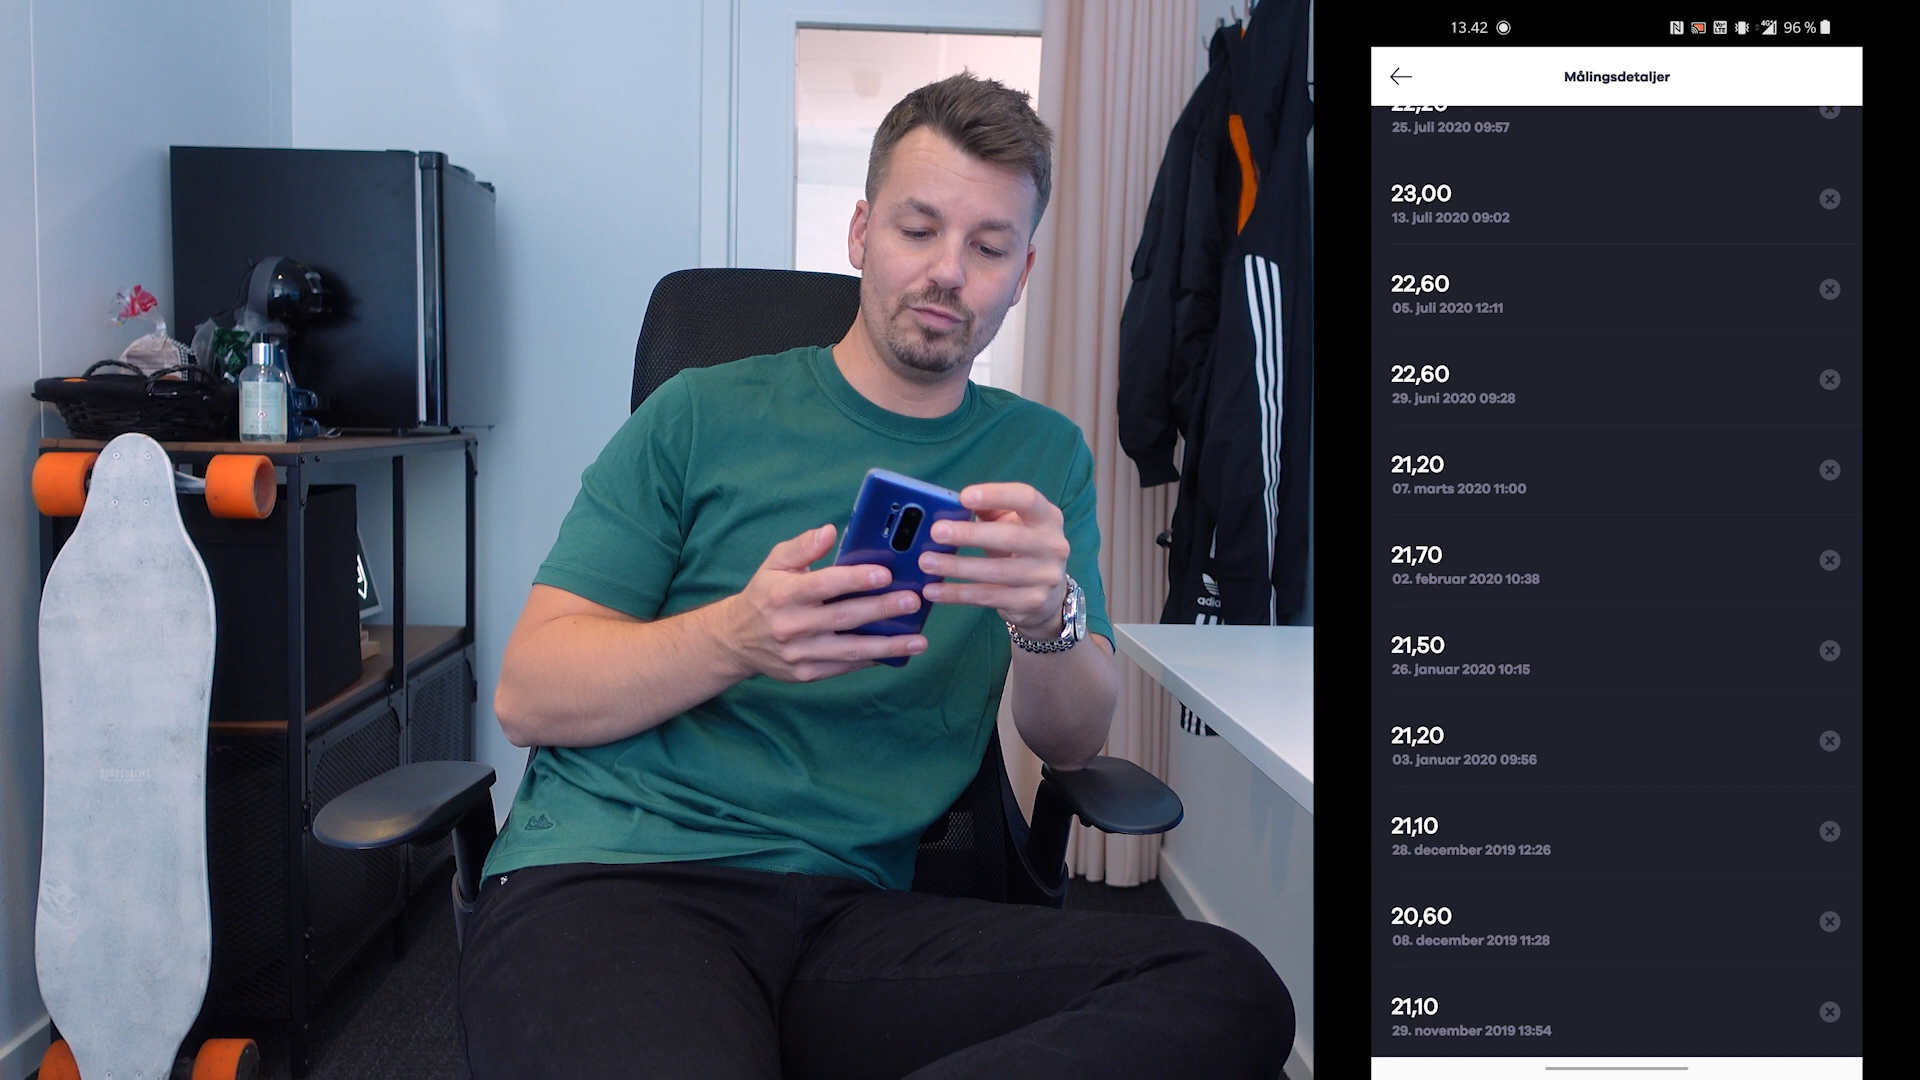 13.42
96 %
Målingsdetaljer
22,20
25. juli 2020 09:57
23,00
13. juli 2020 09:02
22,60
05. juli 2020 12:11
22,60
29. juni 2020 09:28
21,20
07. marts 2020 11:00
21,70
02. februar 2020 10:38
21,50
26. januar 2020 10:15
21,20
03. januar 2020 09:56
21,10
28. december 2019 12:26
20,60
08. december 2019 11:28
21,10
29. november 2019 13:54
adid